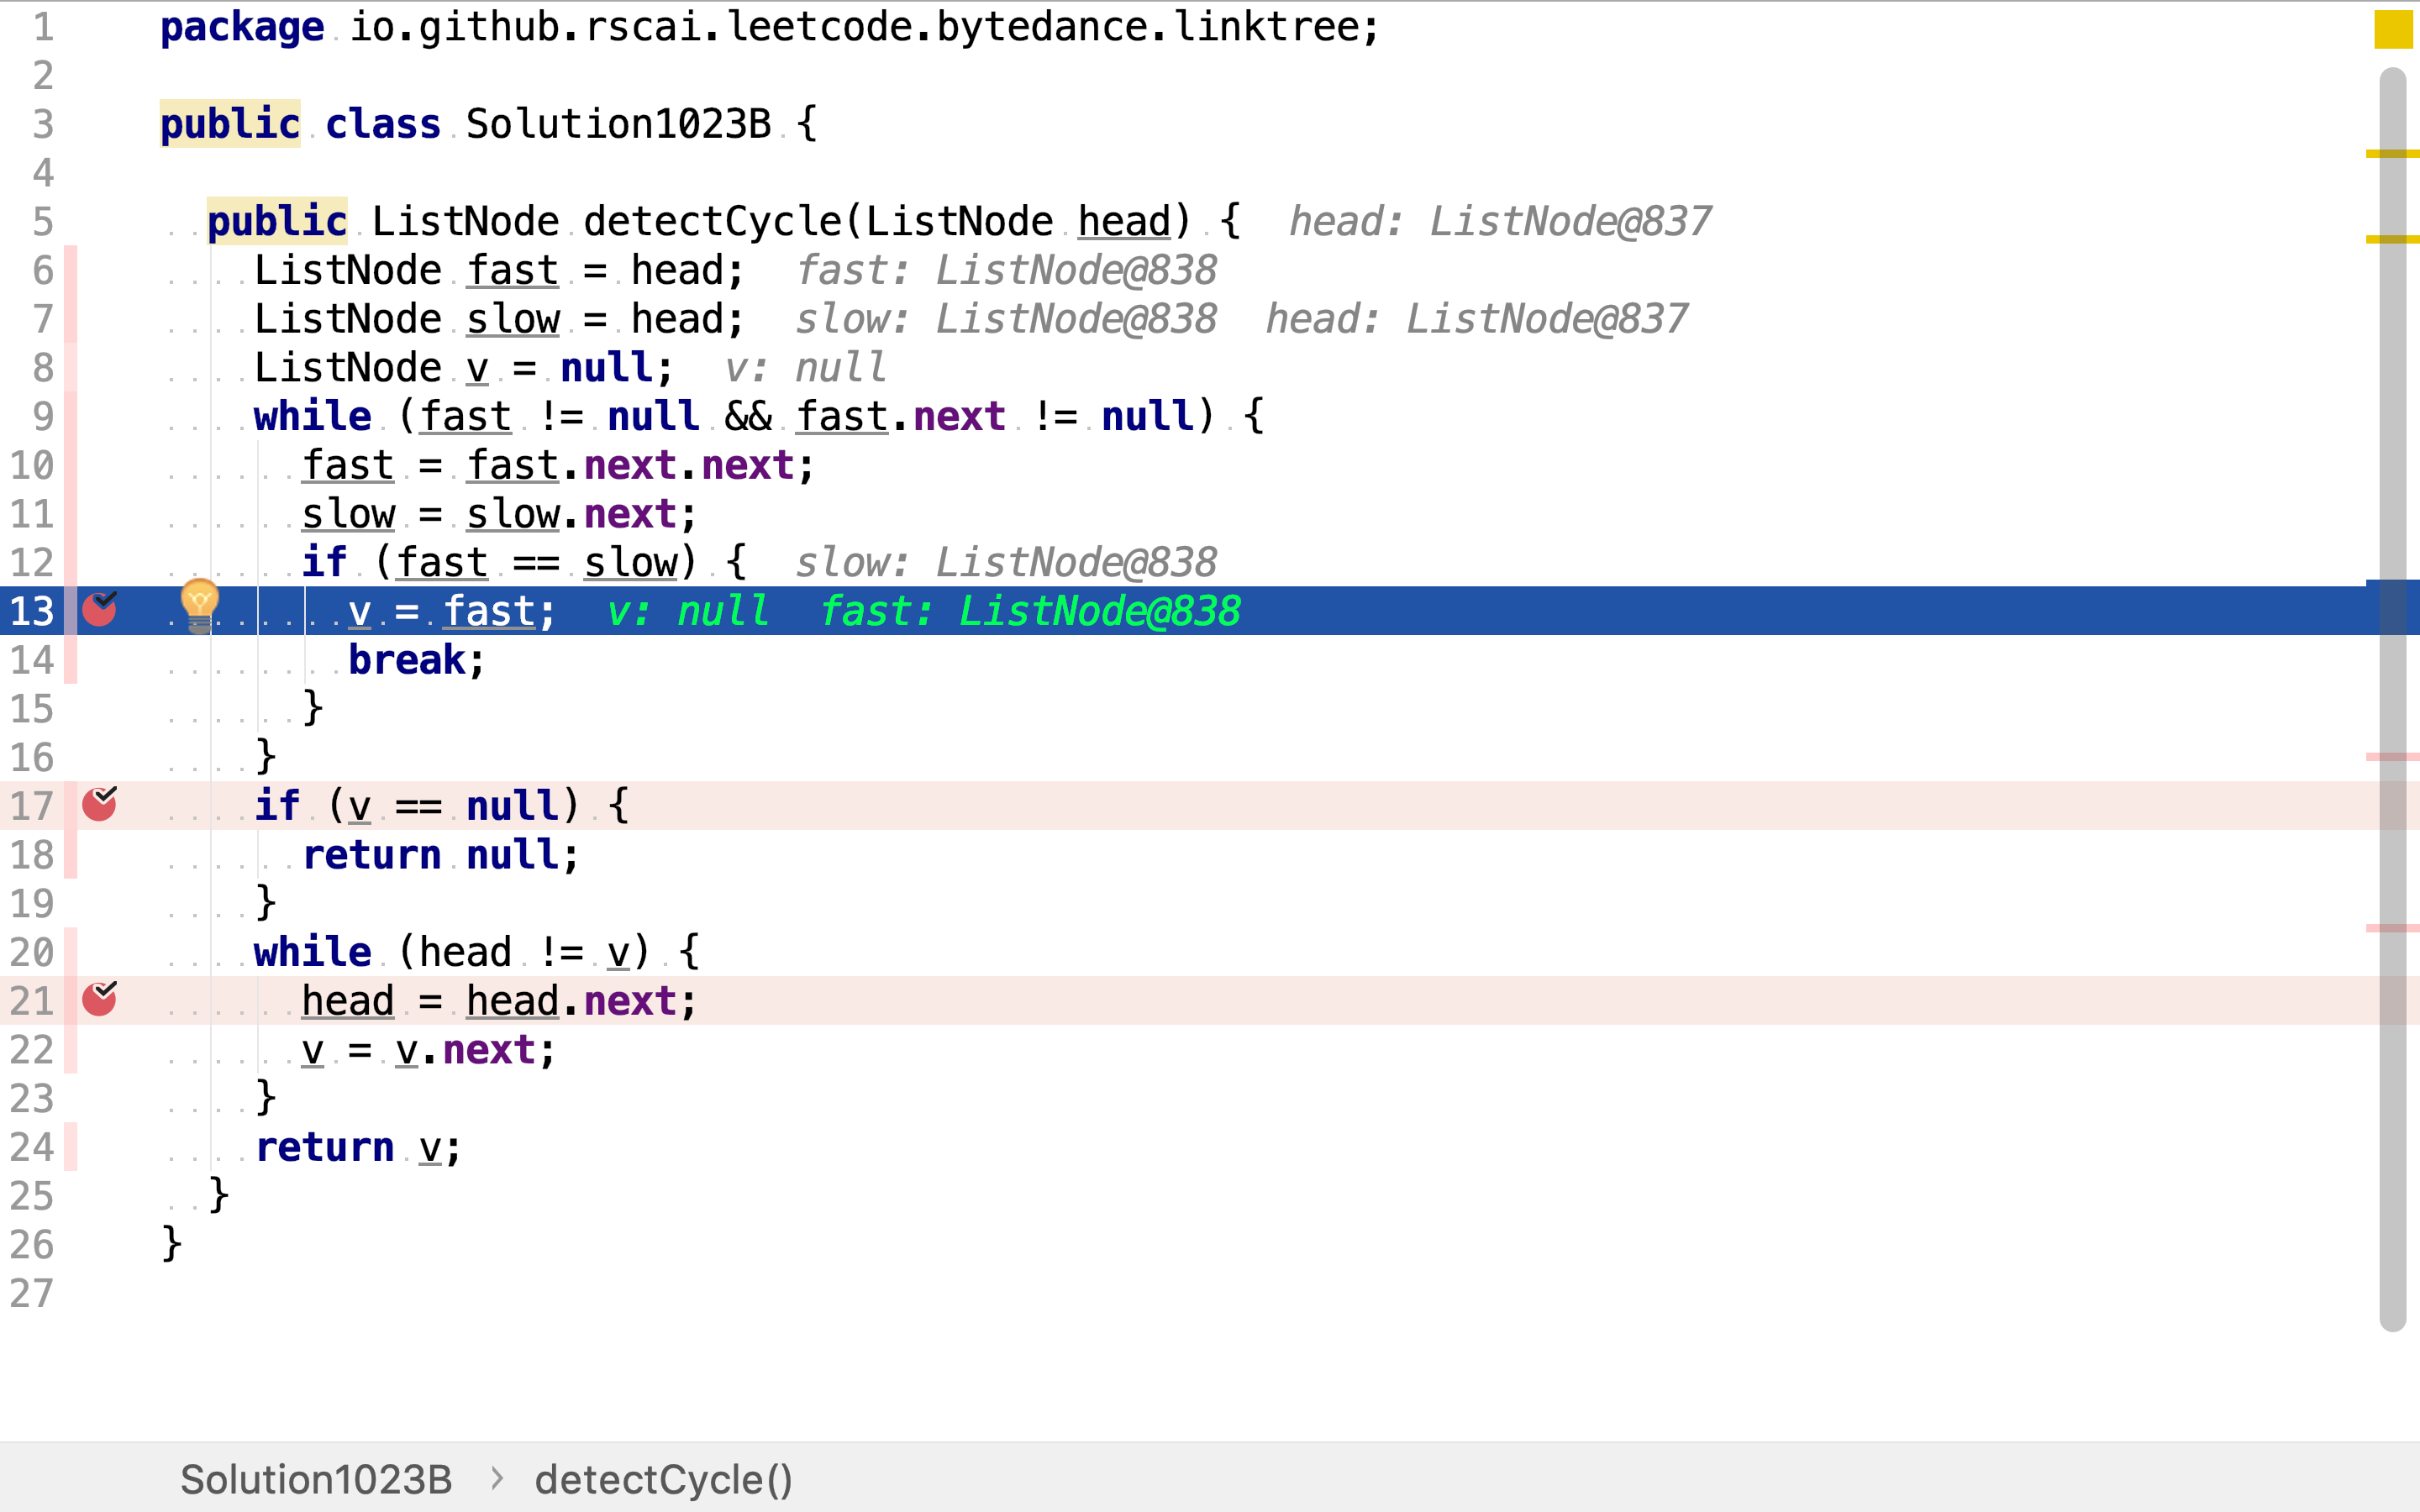 1 package io.github.rscai.leetcode.bytedance.linktree;
2
3 public class Solution1023B {
4
5 public ListNode detectCycle(ListNode head) { head: ListNode@837
6 ListNode fast = head; fast: ListNode@838
7 ListNode slow = head; slow: ListNode@838 head: ListNode@837
8 ListNode v = null; v: null
9 while (fast != null && fast.next != null) {
10 fast = fast.next.next;
11 slow = slow.next;
12 if (fast == slow) { slow: ListNode@838
13 v = fast; v: null fast: ListNode@838
14 break;
15 }
16 }
17 if (v == null) {
18 return null;
19 }
20 while (head != v) {
21 head = head.next;
22 v = v.next;
23 }
24 return v;
25 }
26 }
27
Solution1023B > detectCycle()